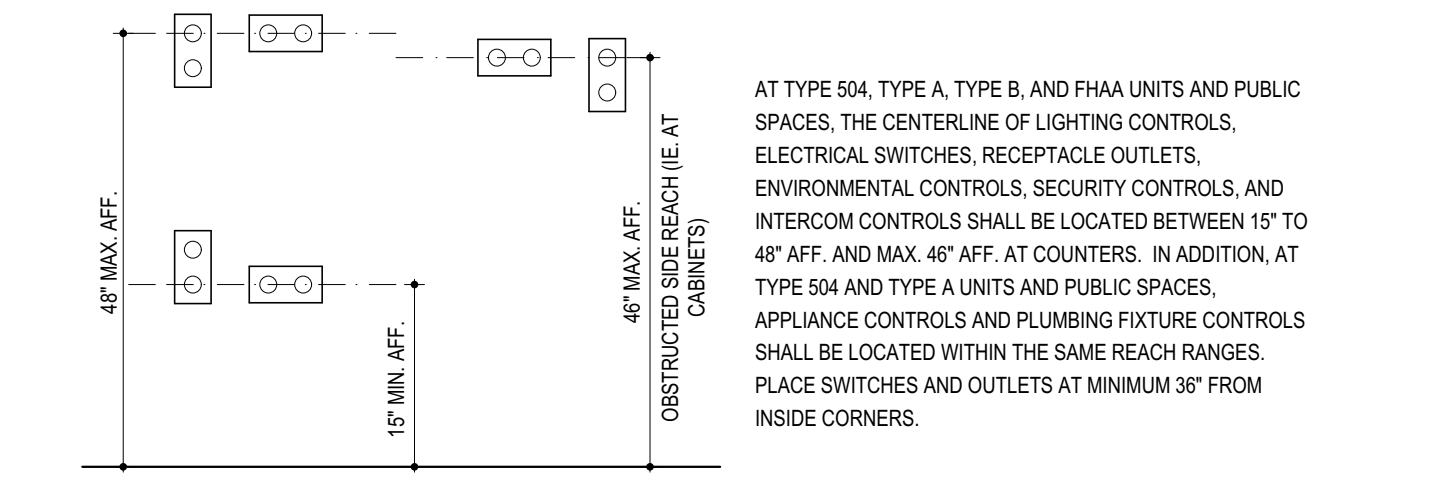 48" MAX. AFF.
15" MIN. AFF.
46" MAX. AFF.
OBSTRUCTED SIDE REACH (IE. AT
CABINETS)
AT TYPE 504, TYPE A, TYPE B, AND FHAA UNITS AND PUBLIC
SPACES, THE CENTERLINE OF LIGHTING CONTROLS,
ELECTRICAL SWITCHES, RECEPTACLE OUTLETS,
ENVIRONMENTAL CONTROLS, SECURITY CONTROLS, AND
INTERCOM CONTROLS SHALL BE LOCATED BETWEEN 15" TO
48" AFF. AND MAX. 46" AFF. AT COUNTERS.  IN ADDITION, AT
TYPE 504 AND TYPE A UNITS AND PUBLIC SPACES,
APPLIANCE CONTROLS AND PLUMBING FIXTURE CONTROLS
SHALL BE LOCATED WITHIN THE SAME REACH RANGES.
PLACE SWITCHES AND OUTLETS AT MINIMUM 36" FROM
INSIDE CORNERS.